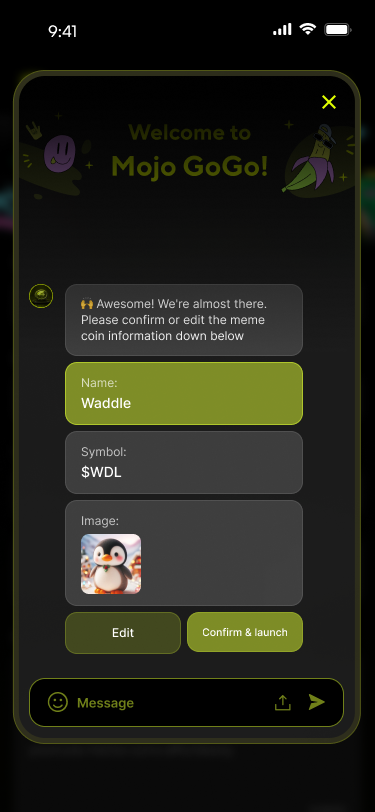 9:41
Welcome to
Mojo GoGo!
🙌 Awesome! We're almost there.
Please confirm or edit the meme
coin information down below
Name:
Waddle
Symbol:
$WDL
Image:
Edit
Confirm & launch
Message